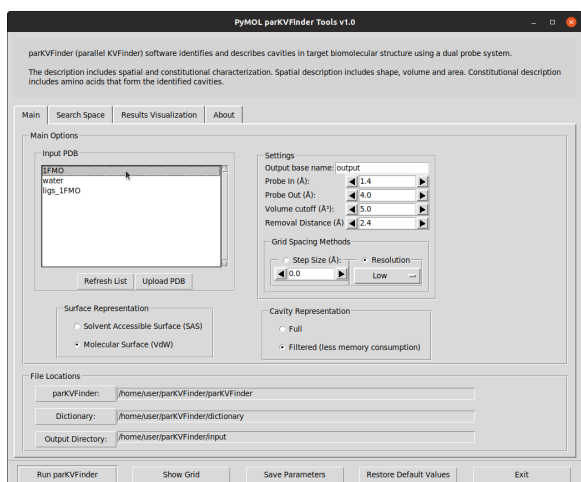 PyMOL parKVFinder Tools v1.0
parKVFinder (parallel KVFinder) software identifies and describes cavities in target biomolecular structure using a dual probe system.
The description includes spatial and constitutional characterization. Spatial description includes shape, volume and area. Constitutional description
includes amino acids that form the identified cavities.
Main Search Space Results Visualization About
Main Options
Input PDB
1FMO
water
ligs_1FMO
Refresh List Upload PDB
Settings
Output base name: output
Probe In (Å): 1.4
Probe Out (Å): 4.0
Volume cutoff (Å³): 5.0
Removal Distance (Å) 2.4
Grid Spacing Methods
Step Size (Å): Resolution
0.0 Low
Surface Representation
Solvent Accessible Surface (SAS)
Molecular Surface (VdW)
Cavity Representation
Full
Filtered (less memory consumption)
File Locations
parKVFinder: /home/user/parKVFinder/parKVFinder
Dictionary: /home/user/parKVFinder/dictionary
Output Directory: /home/user/parKVFinder/input
Run parKVFinder Show Grid Save Parameters Restore Default Values Exit